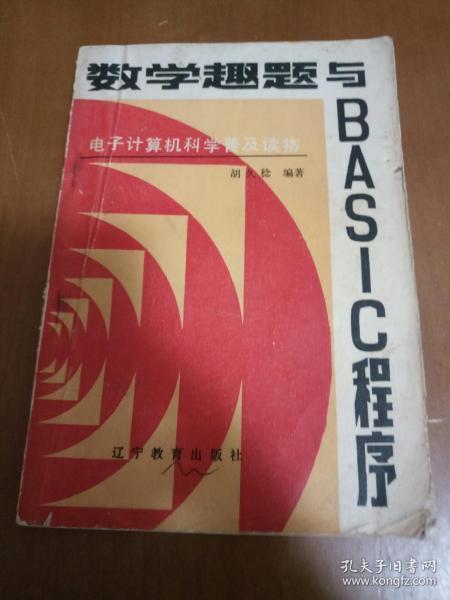 数学趣题与
BASIC程序
电子计算机科学普及读物
胡久稔 编著
辽宁教育出版社
孔夫子旧书网
www.kongfz.com